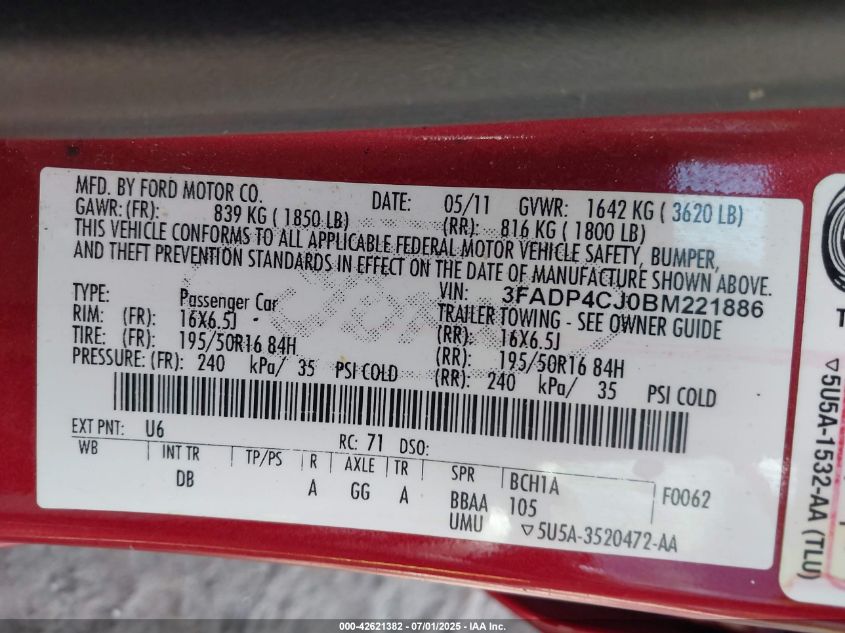 MFD. BY FORD MOTOR CO. DATE: 05/11 GVWR: 1642 KG ( 3620 LB)
GAWR:(FR): 839 KG ( 1850 LB) (RR): 816 KG ( 1800 LB)
THIS VEHICLE CONFORMS TO ALL APPLICABLE FEDERAL MOTOR VEHICLE SAFETY, BUMPER,
AND THEFT PREVENTION STANDARDS IN EFFECT ON THE DATE OF MANUFACTURE SHOWN ABOVE.
VIN: 3FADP4CJ0BM221886
TYPE: Passenger Car TRAILER TOWING - SEE OWNER GUIDE
RIM: (FR): 16X6.5J (RR): 16X6.5J
TIRE: (FR): 195/50R16 84H (RR): 195/50R16 84H
PRESSURE: (FR): 240 kPa/ 35 PSI COLD (RR): 240 kPa/ 35 PSI COLD
EXT PNT: U6 RC: 71 DSO:
WB INT TR TP/PS R AXLE TR SPR BCH1A F0062
DB A GG A BBAA 105
UMU ▽5U5A-3520472-AA
▽5U5A-1532-AA (TLU)
000-42621382 - 07/01/2025 - IAA Inc.